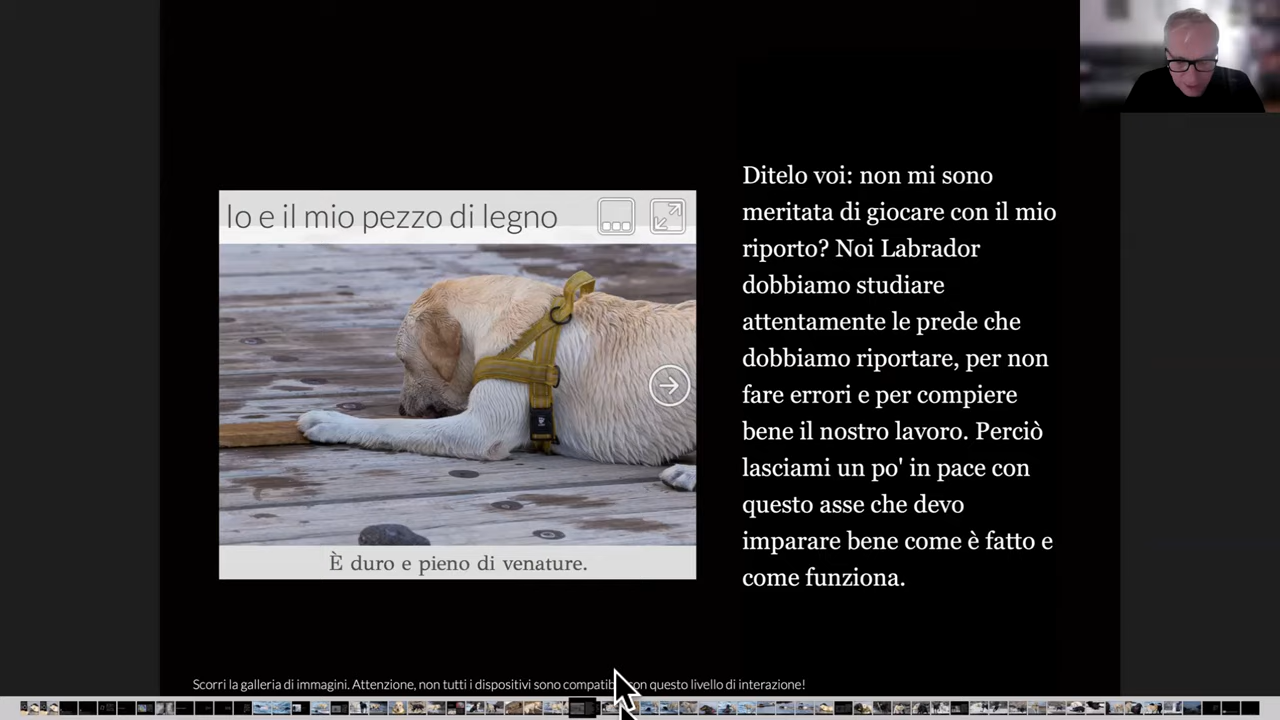 Io e il mio pezzo di legno
È duro e pieno di venature.
Ditelo voi: non mi sono
meritata di giocare con il mio
riporto? Noi Labrador
dobbiamo studiare
attentamente le prede che
dobbiamo riportare, per non
fare errori e per compiere
bene il nostro lavoro. Perciò
lasciami un po' in pace con
questo asse che devo
imparare bene come è fatto e
come funziona.
Scorri la galleria di immagini. Attenzione, non tutti i dispositivi sono compatib con questo livello di interazione!